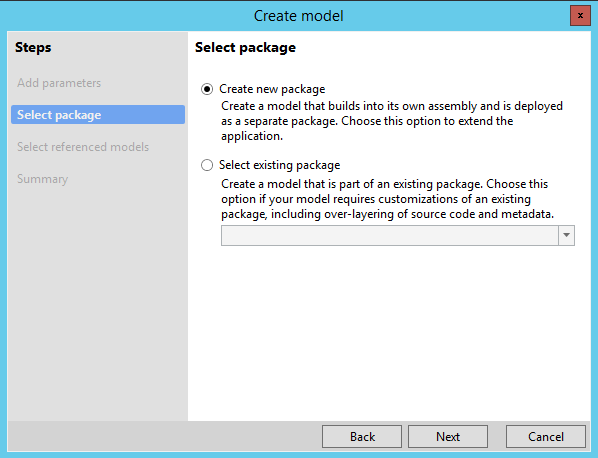 Create model
x
Steps
Add parameters
Select package
Select referenced models
Summary
Select package
Create new package
Create a model that builds into its own assembly and is deployed
as a separate package. Choose this option to extend the
application.
Select existing package
Create a model that is part of an existing package. Choose this
option if your model requires customizations of an existing
package, including over-layering of source code and metadata.
Back
Next
Cancel